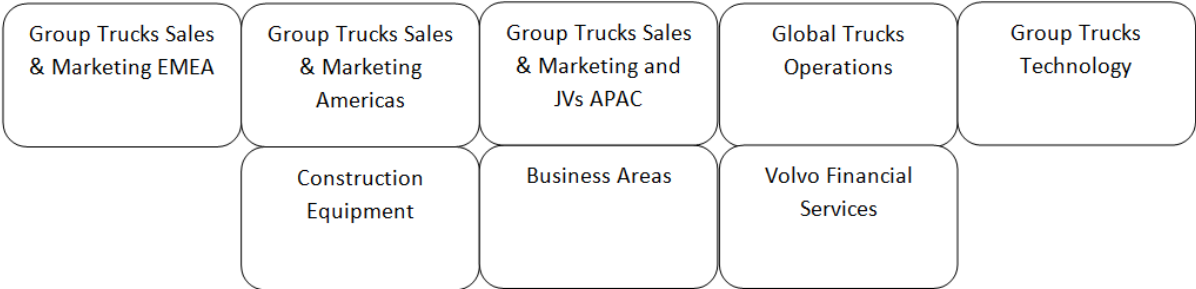 Group Trucks Sales
& Marketing EMEA
Group Trucks Sales
& Marketing
Americas
Group Trucks Sales
& Marketing and
JVs APAC
Global Trucks
Operations
Group Trucks
Technology
Construction
Equipment
Business Areas
Volvo Financial
Services